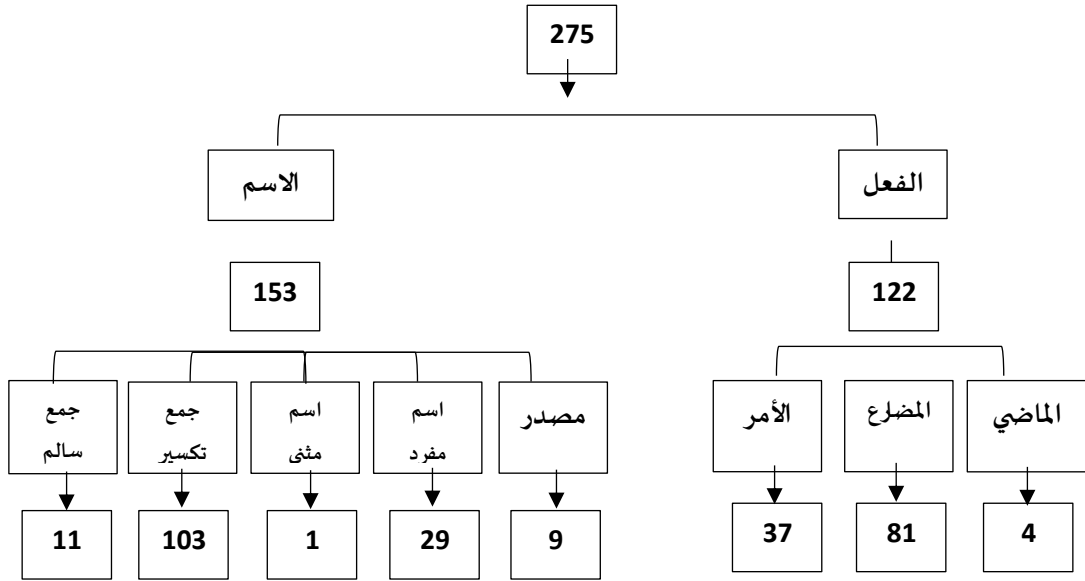 275
الفعل
الاسم
122
153
الماضي
المضارع
الأمر
مصدر
اسم
مفرد
اسم
مثنى
جمع
تكسير
جمع
سالم
4
81
37
9
29
1
103
11